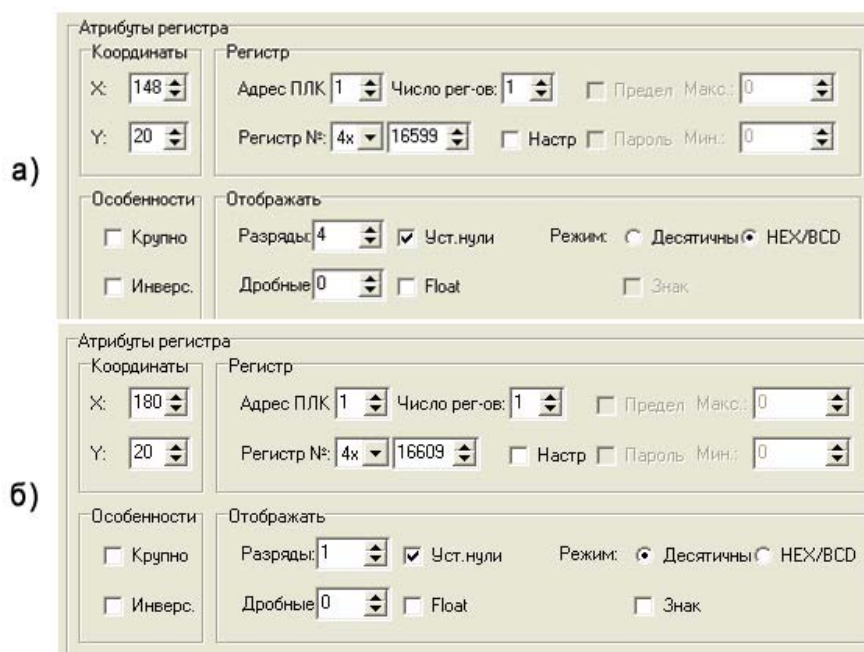 Атрибуты регистра
Координаты Регистр
X: 148 Адрес ПЛК 1 Число рег-ов: 1 Предел Макс.: 0
Y: 20 Регистр №: 4x 16599 Настр Пароль Мин.: 0
а)
Особенности Отображать
Крупно Разряды: 4 Уст.нули Режим: Десятичны HEX/BCD
Инверс. Дробные 0 Float Знак
Атрибуты регистра
Координаты Регистр
X: 180 Адрес ПЛК 1 Число рег-ов: 1 Предел Макс.: 0
Y: 20 Регистр №: 4x 16609 Настр Пароль Мин.: 0
б)
Особенности Отображать
Крупно Разряды: 1 Уст.нули Режим: Десятичны HEX/BCD
Инверс. Дробные 0 Float Знак